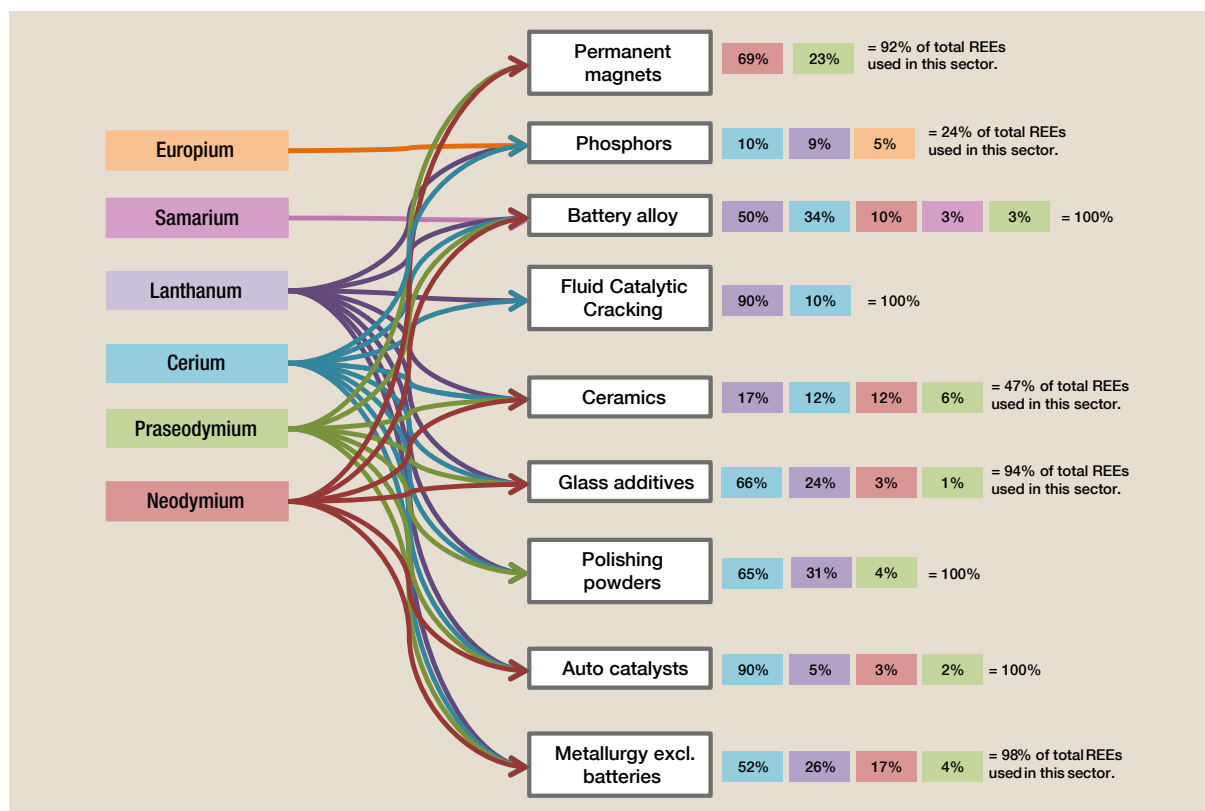 Europium
Samarium
Lanthanum
Cerium
Praseodymium
Neodymium
Permanent
magnets
69% 23%
= 92% of total REEs
used in this sector.
Phosphors
10% 9% 5%
= 24% of total REEs
used in this sector.
Battery alloy
50% 34% 10% 3% 3% = 100%
Fluid Catalytic
Cracking
90% 10% = 100%
Ceramics
17% 12% 12% 6%
= 47% of total REEs
used in this sector.
Glass additives
66% 24% 3% 1%
= 94% of total REEs
used in this sector.
Polishing
powders
65% 31% 4% = 100%
Auto catalysts
90% 5% 3% 2% = 100%
Metallurgy excl.
batteries
52% 26% 17% 4%
= 98% of total REEs
used in this sector.